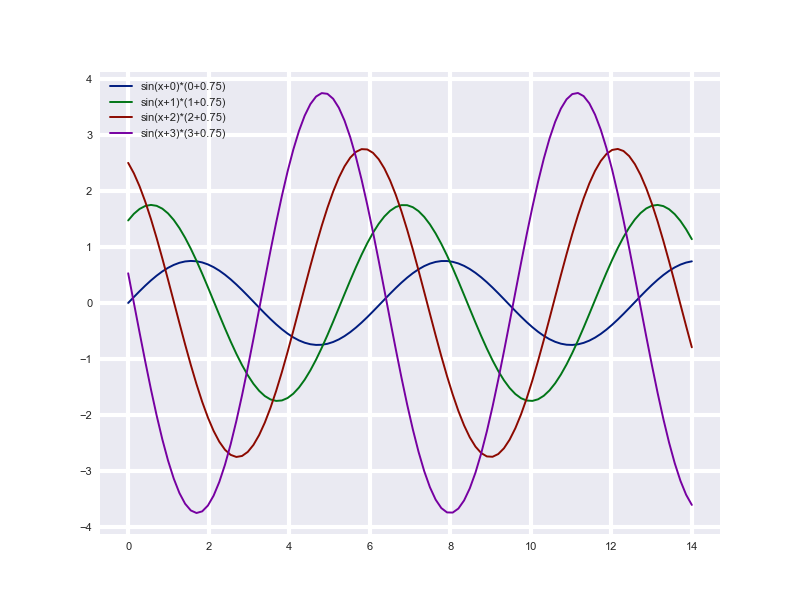 4
sin(x+0)*(0+0.75)
sin(x+1)*(1+0.75)
sin(x+2)*(2+0.75)
sin(x+3)*(3+0.75)
3
2
1
0
−1
−2
−3
−4
0 2 4 6 8 10 12 14